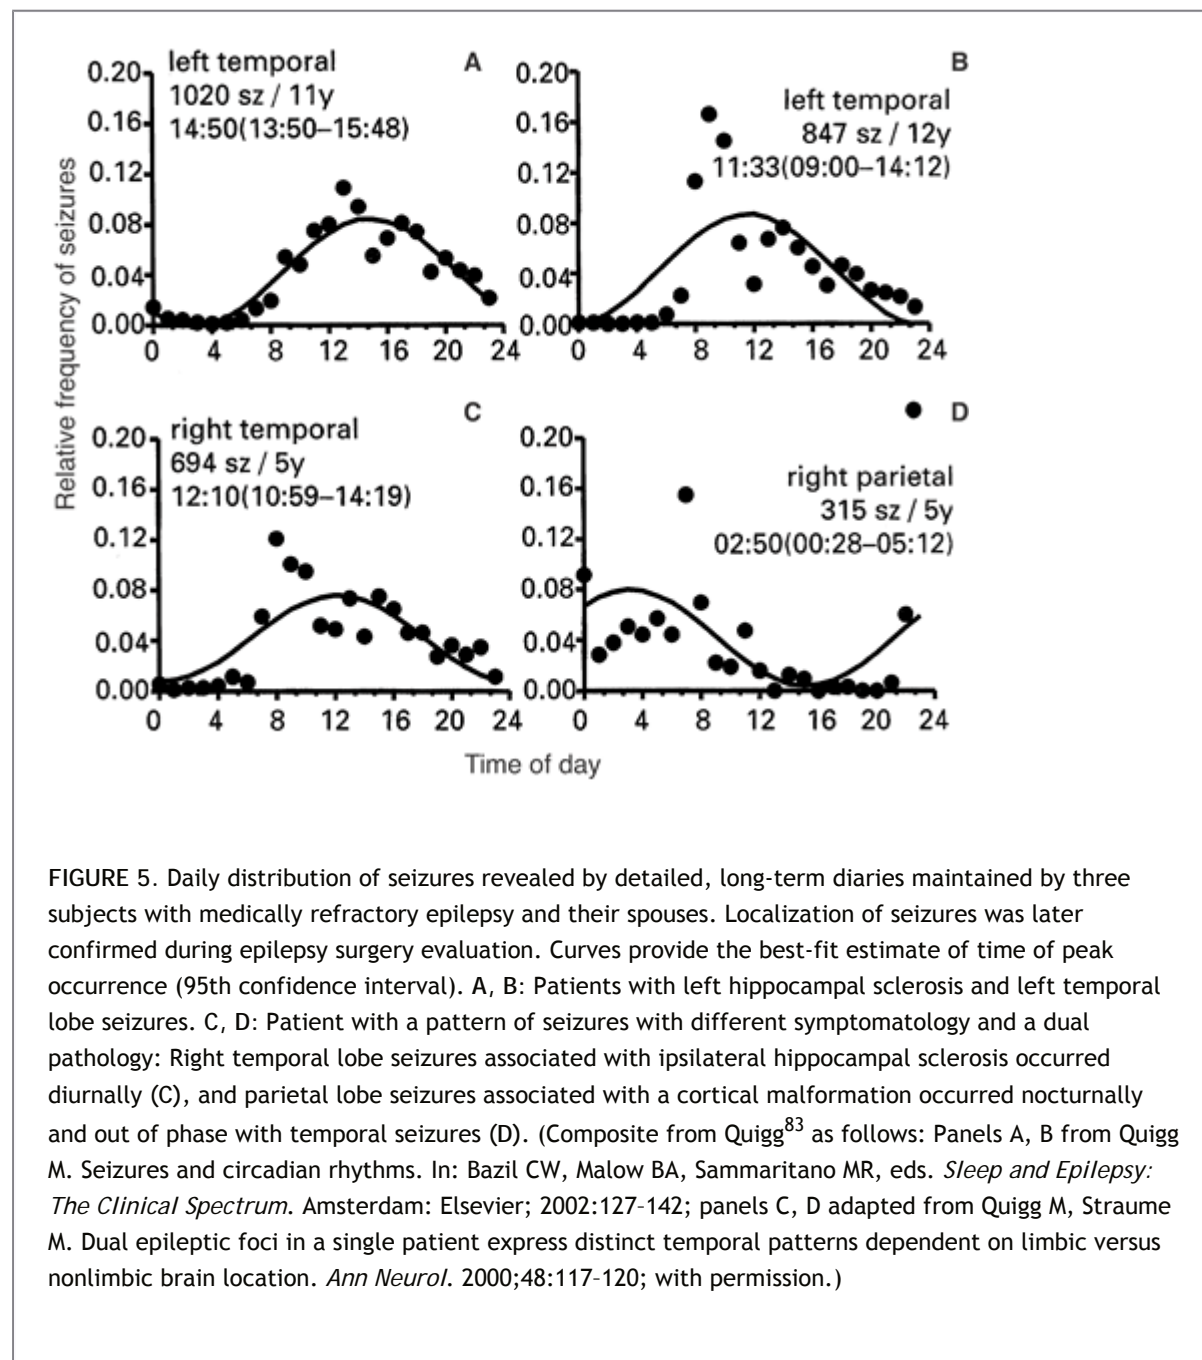 Relative frequency of seizures
left temporal
1020 sz / 11y
14:50(13:50–15:48)
A
0.20
0.16
0.12
0.08
0.04
0.00
0 4 8 12 16 20 24
B
left temporal
847 sz / 12y
11:33(09:00–14:12)
0.20
0.16
0.12
0.08
0.04
0.00
0 4 8 12 16 20 24
C
right temporal
694 sz / 5y
12:10(10:59–14:19)
0.20
0.16
0.12
0.08
0.04
0.00
0 4 8 12 16 20 24
D
right parietal
315 sz / 5y
02:50(00:28–05:12)
0.20
0.16
0.12
0.08
0.04
0.00
0 4 8 12 16 20 24
Time of day
FIGURE 5. Daily distribution of seizures revealed by detailed, long-term diaries maintained by three
subjects with medically refractory epilepsy and their spouses. Localization of seizures was later
confirmed during epilepsy surgery evaluation. Curves provide the best-fit estimate of time of peak
occurrence (95th confidence interval). A, B: Patients with left hippocampal sclerosis and left temporal
lobe seizures. C, D: Patient with a pattern of seizures with different symptomatology and a dual
pathology: Right temporal lobe seizures associated with ipsilateral hippocampal sclerosis occurred
diurnally (C), and parietal lobe seizures associated with a cortical malformation occurred nocturnally
and out of phase with temporal seizures (D). (Composite from Quigg83 as follows: Panels A, B from Quigg
M. Seizures and circadian rhythms. In: Bazil CW, Malow BA, Sammaritano MR, eds. Sleep and Epilepsy:
The Clinical Spectrum. Amsterdam: Elsevier; 2002:127-142; panels C, D adapted from Quigg M, Straume
M. Dual epileptic foci in a single patient express distinct temporal patterns dependent on limbic versus
nonlimbic brain location. Ann Neurol. 2000;48:117-120; with permission.)